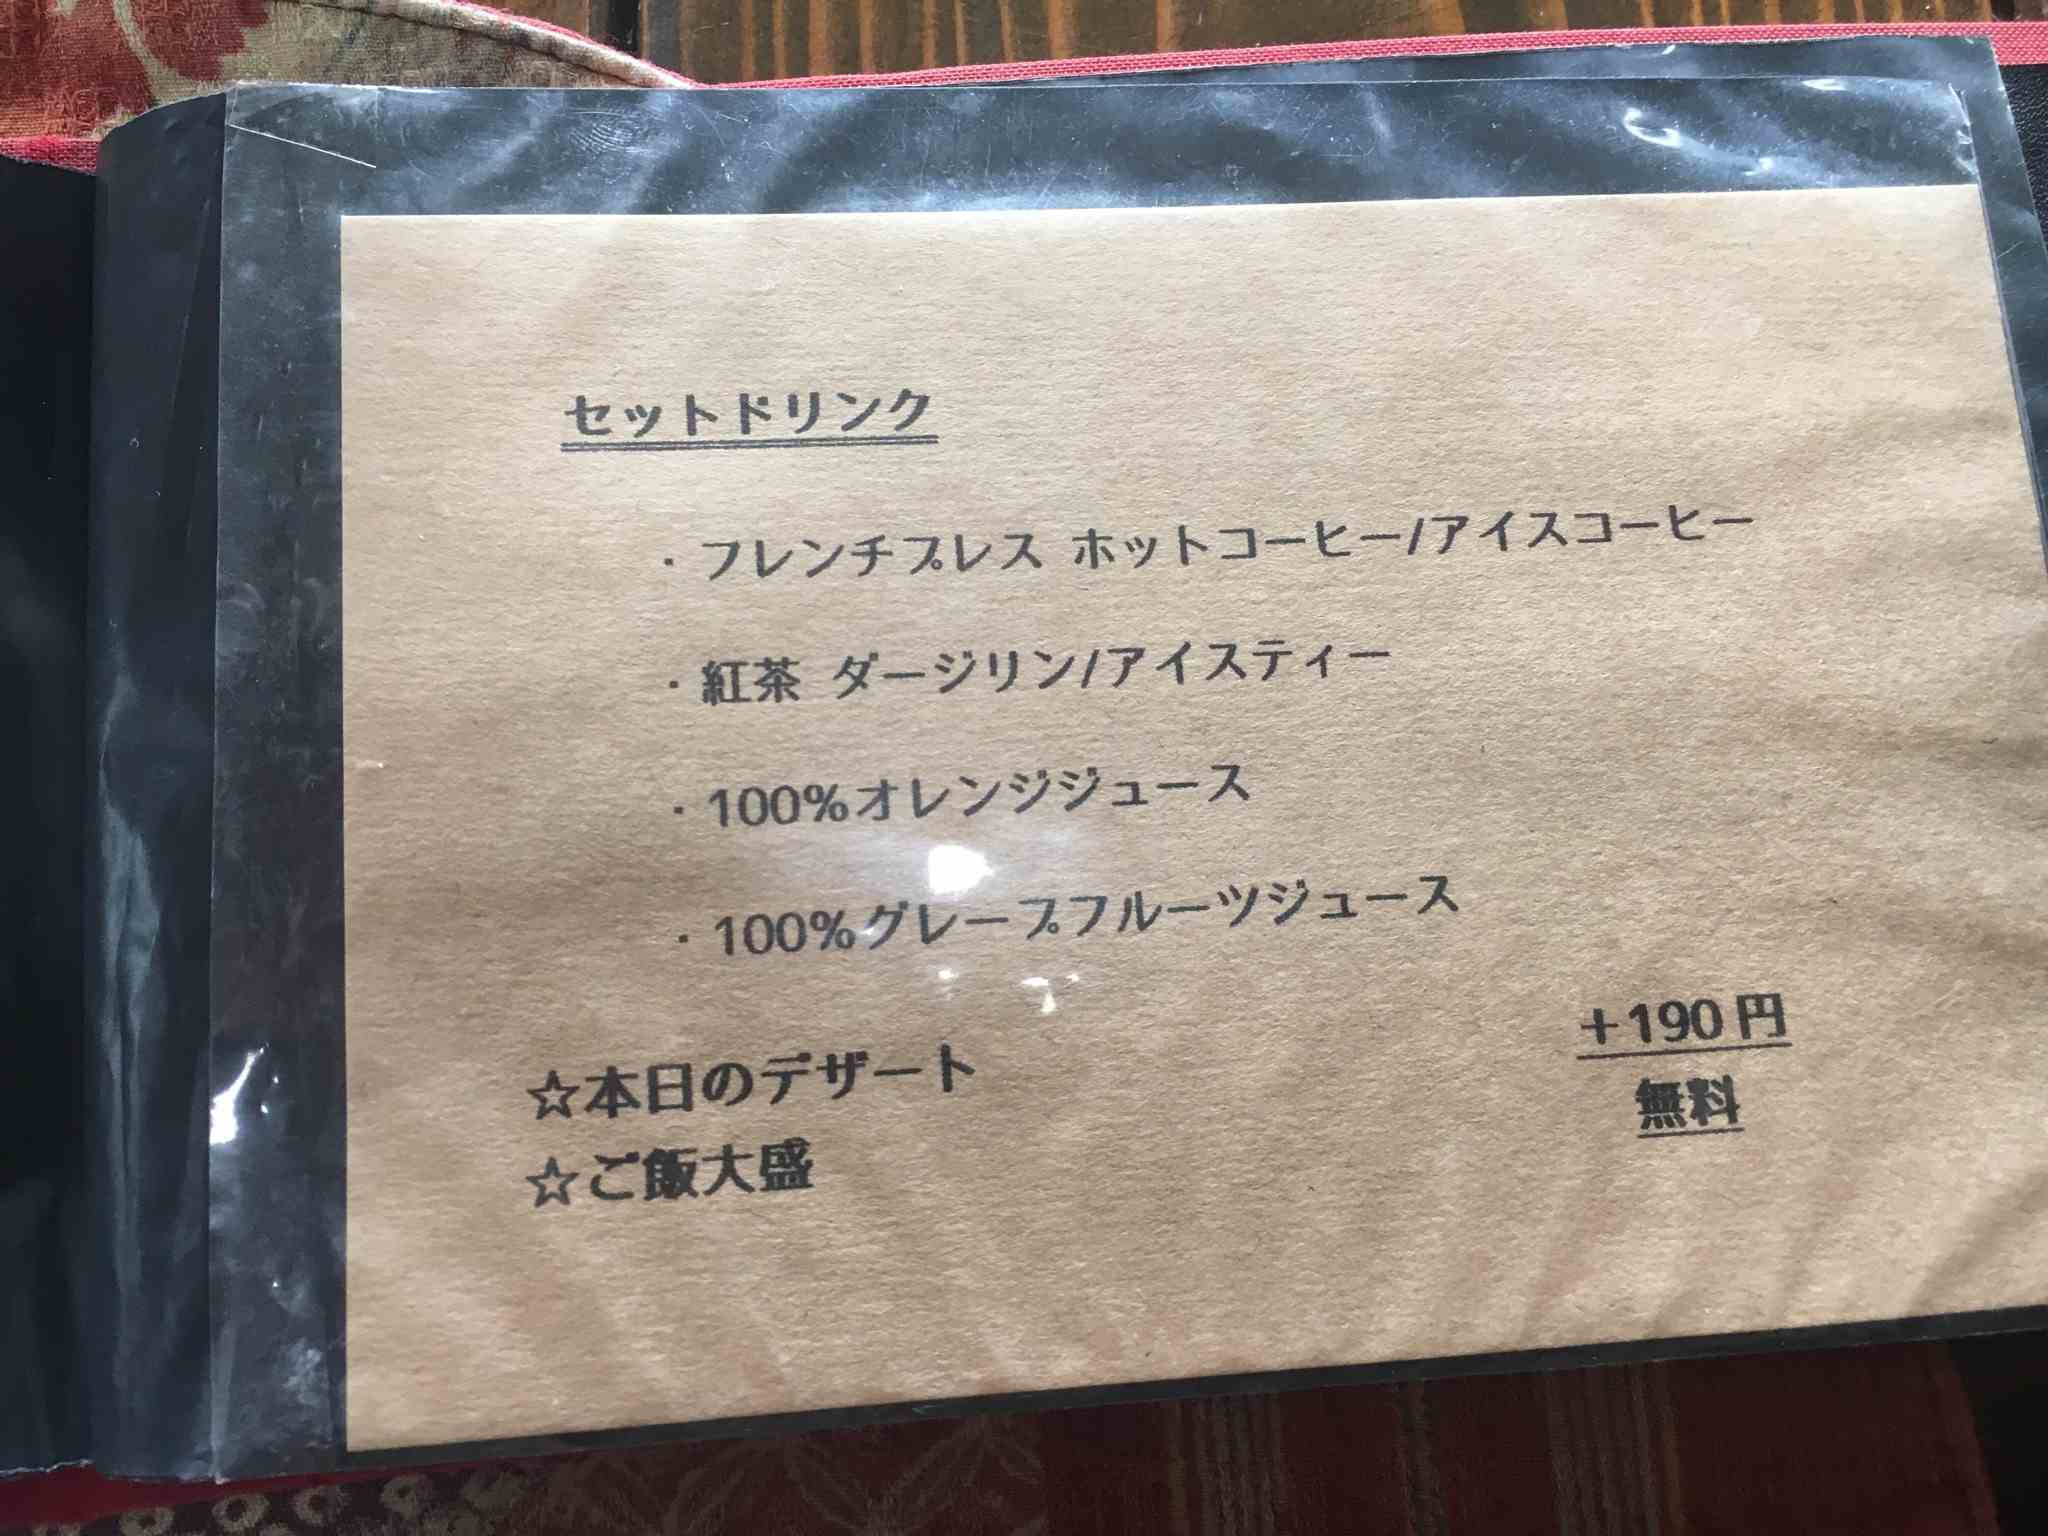 セットドリンク
・フレンチプレス ホットコーヒー/アイスコーヒー
・紅茶 ダージリン/アイスティー
・100%オレンジジュース
・100%グレープフルーツジュース
☆本日のデザート +190円
☆ご飯大盛 無料